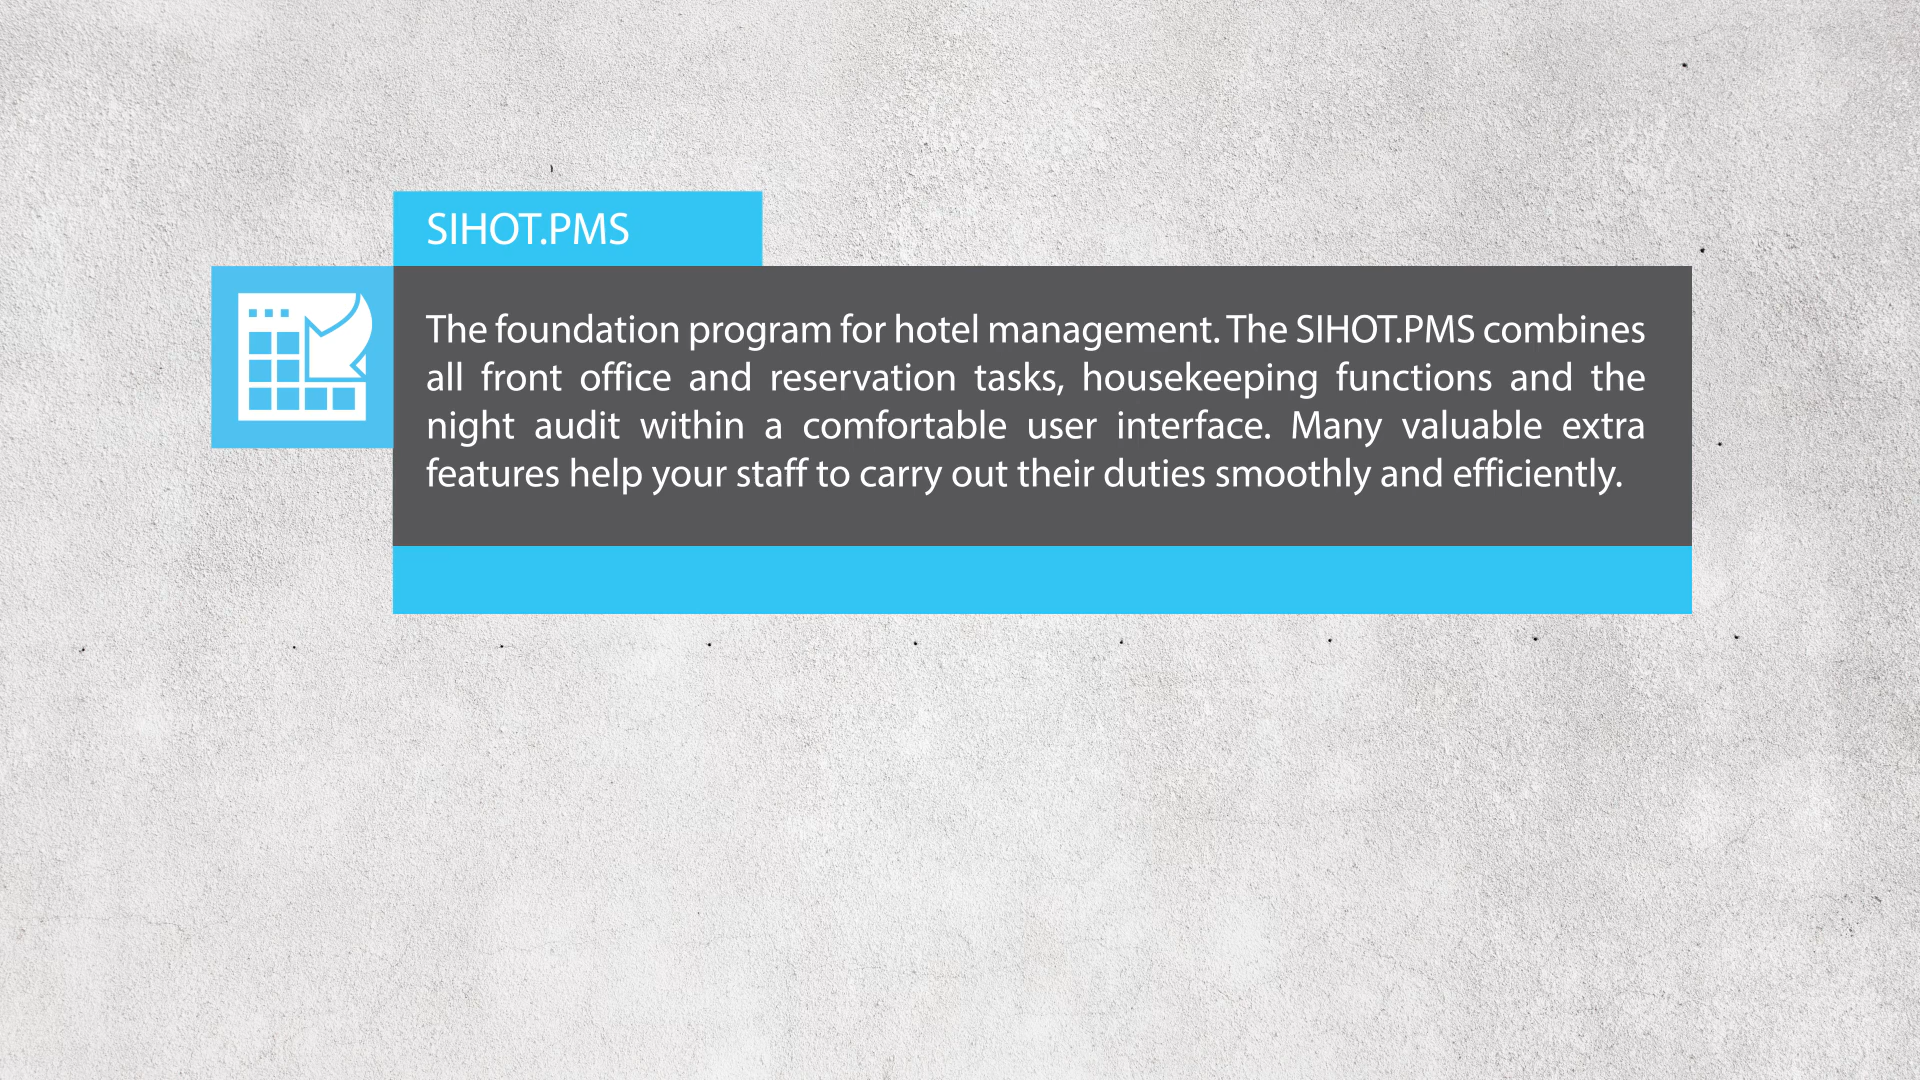 SIHOT.PMS
The foundation program for hotel management. The SIHOT.PMS combines
all front office and reservation tasks, housekeeping functions and the
night audit within a comfortable user interface. Many valuable extra
features help your staff to carry out their duties smoothly and efficiently.